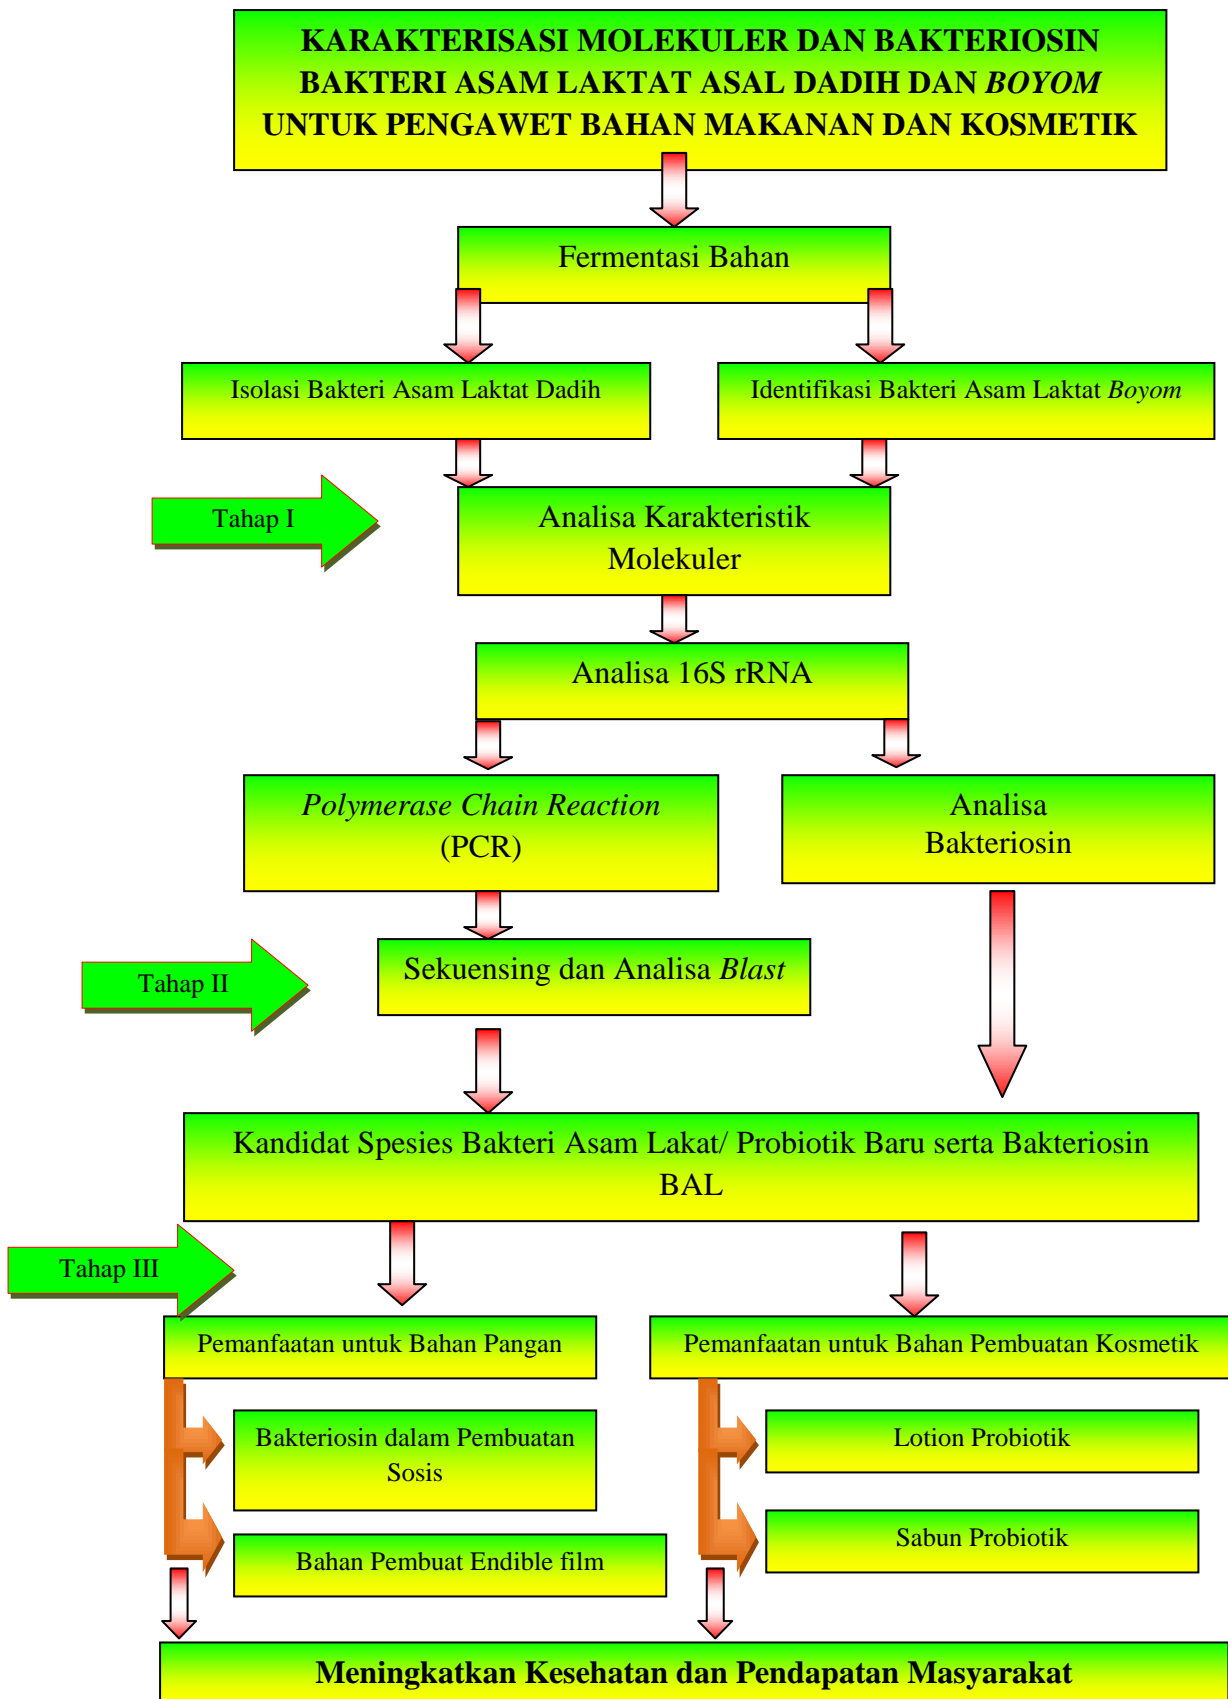 KARAKTERISASI MOLEKULER DAN BAKTERIOSIN
BAKTERI ASAM LAKTAT ASAL DADIH DAN BOYOM
UNTUK PENGAWET BAHAN MAKANAN DAN KOSMETIK
Fermentasi Bahan
Isolasi Bakteri Asam Laktat Dadih
Identifikasi Bakteri Asam Laktat Boyom
Tahap I
Analisa Karakteristik
Molekuler
Analisa 16S rRNA
Polymerase Chain Reaction
(PCR)
Analisa
Bakteriosin
Tahap II
Sekuensing dan Analisa Blast
Kandidat Spesies Bakteri Asam Lakat/ Probiotik Baru serta Bakteriosin
BAL
Tahap III
Pemanfaatan untuk Bahan Pangan
Pemanfaatan untuk Bahan Pembuatan Kosmetik
Bakteriosin dalam Pembuatan
Sosis
Lotion Probiotik
Bahan Pembuat Endible film
Sabun Probiotik
Meningkatkan Kesehatan dan Pendapatan Masyarakat